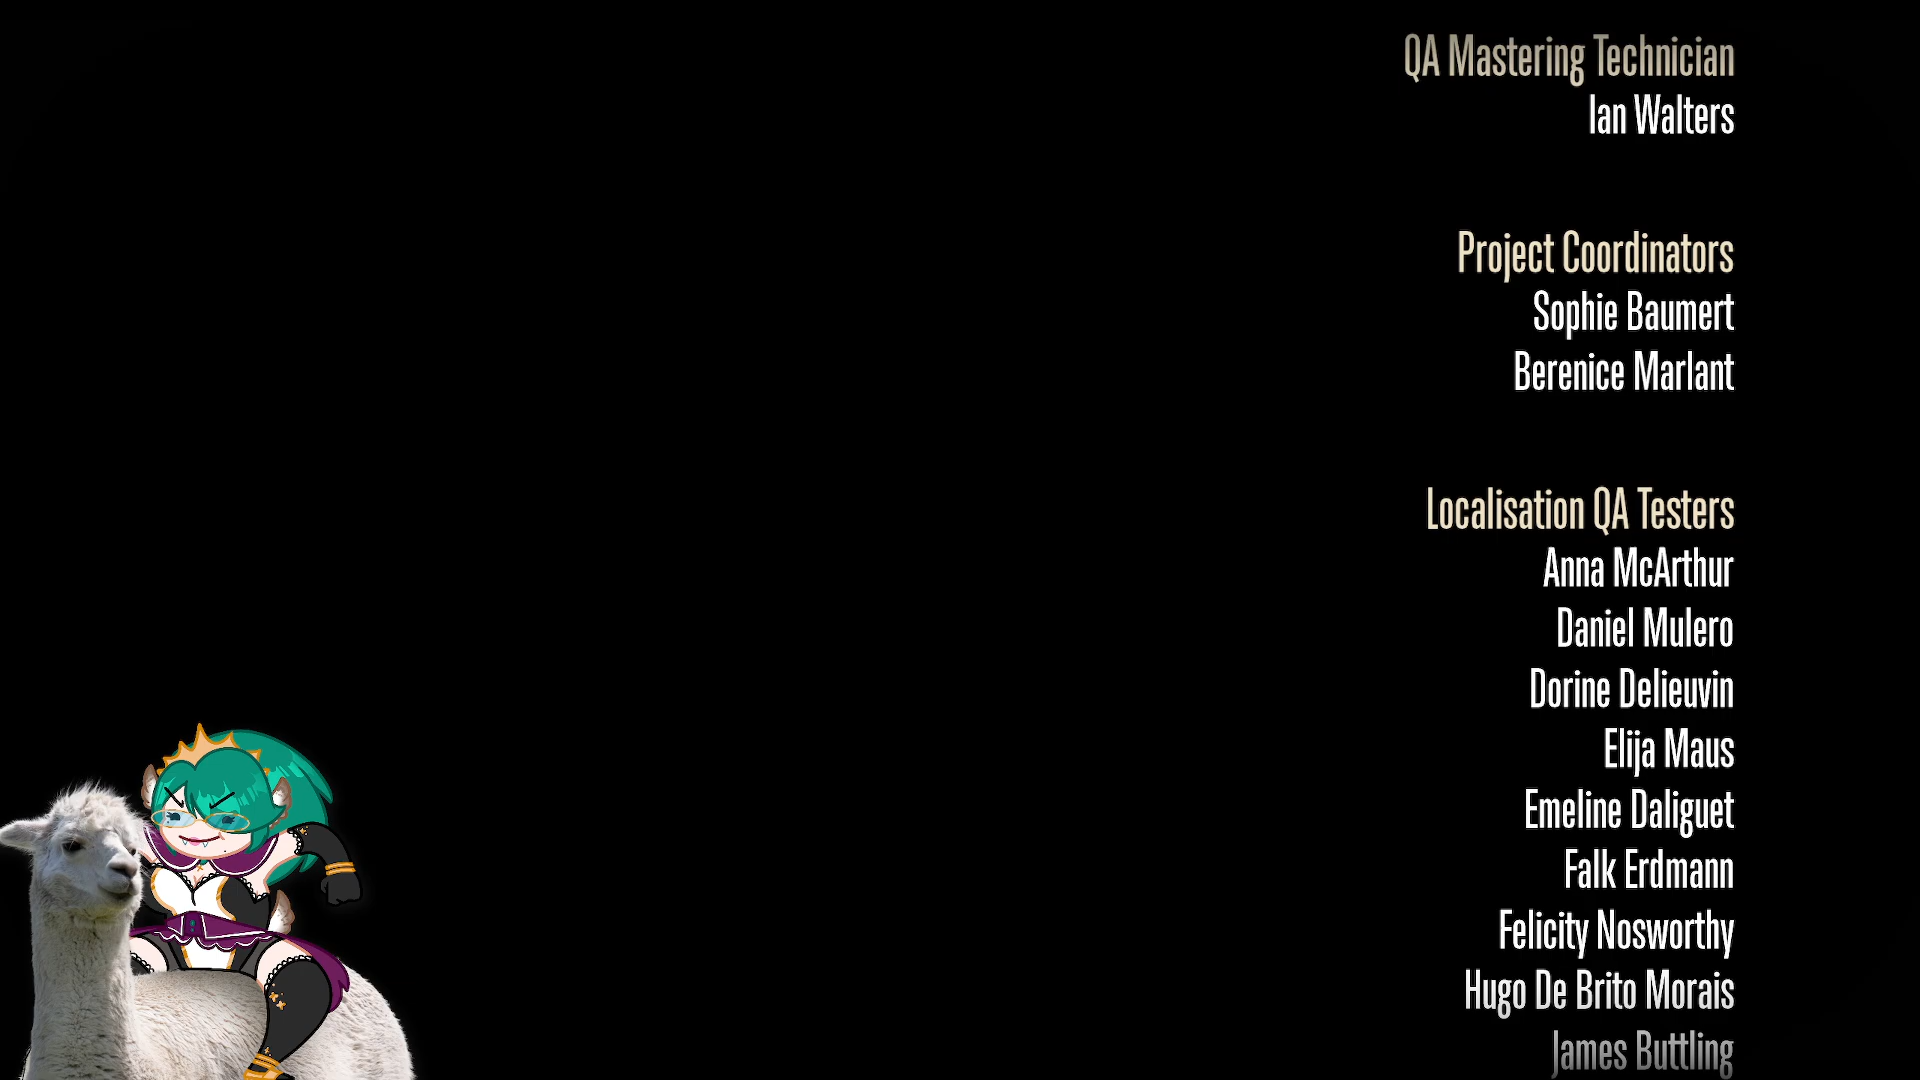 QA Mastering Technician
Ian Walters
Project Coordinators
Sophie Baumert
Berenice Marlant
Localisation QA Testers
Anna McArthur
Daniel Mulero
Dorine Delieuvin
Elija Maus
Emeline Daliguet
Falk Erdmann
Felicity Nosworthy
Hugo De Brito Morais
James Buttling